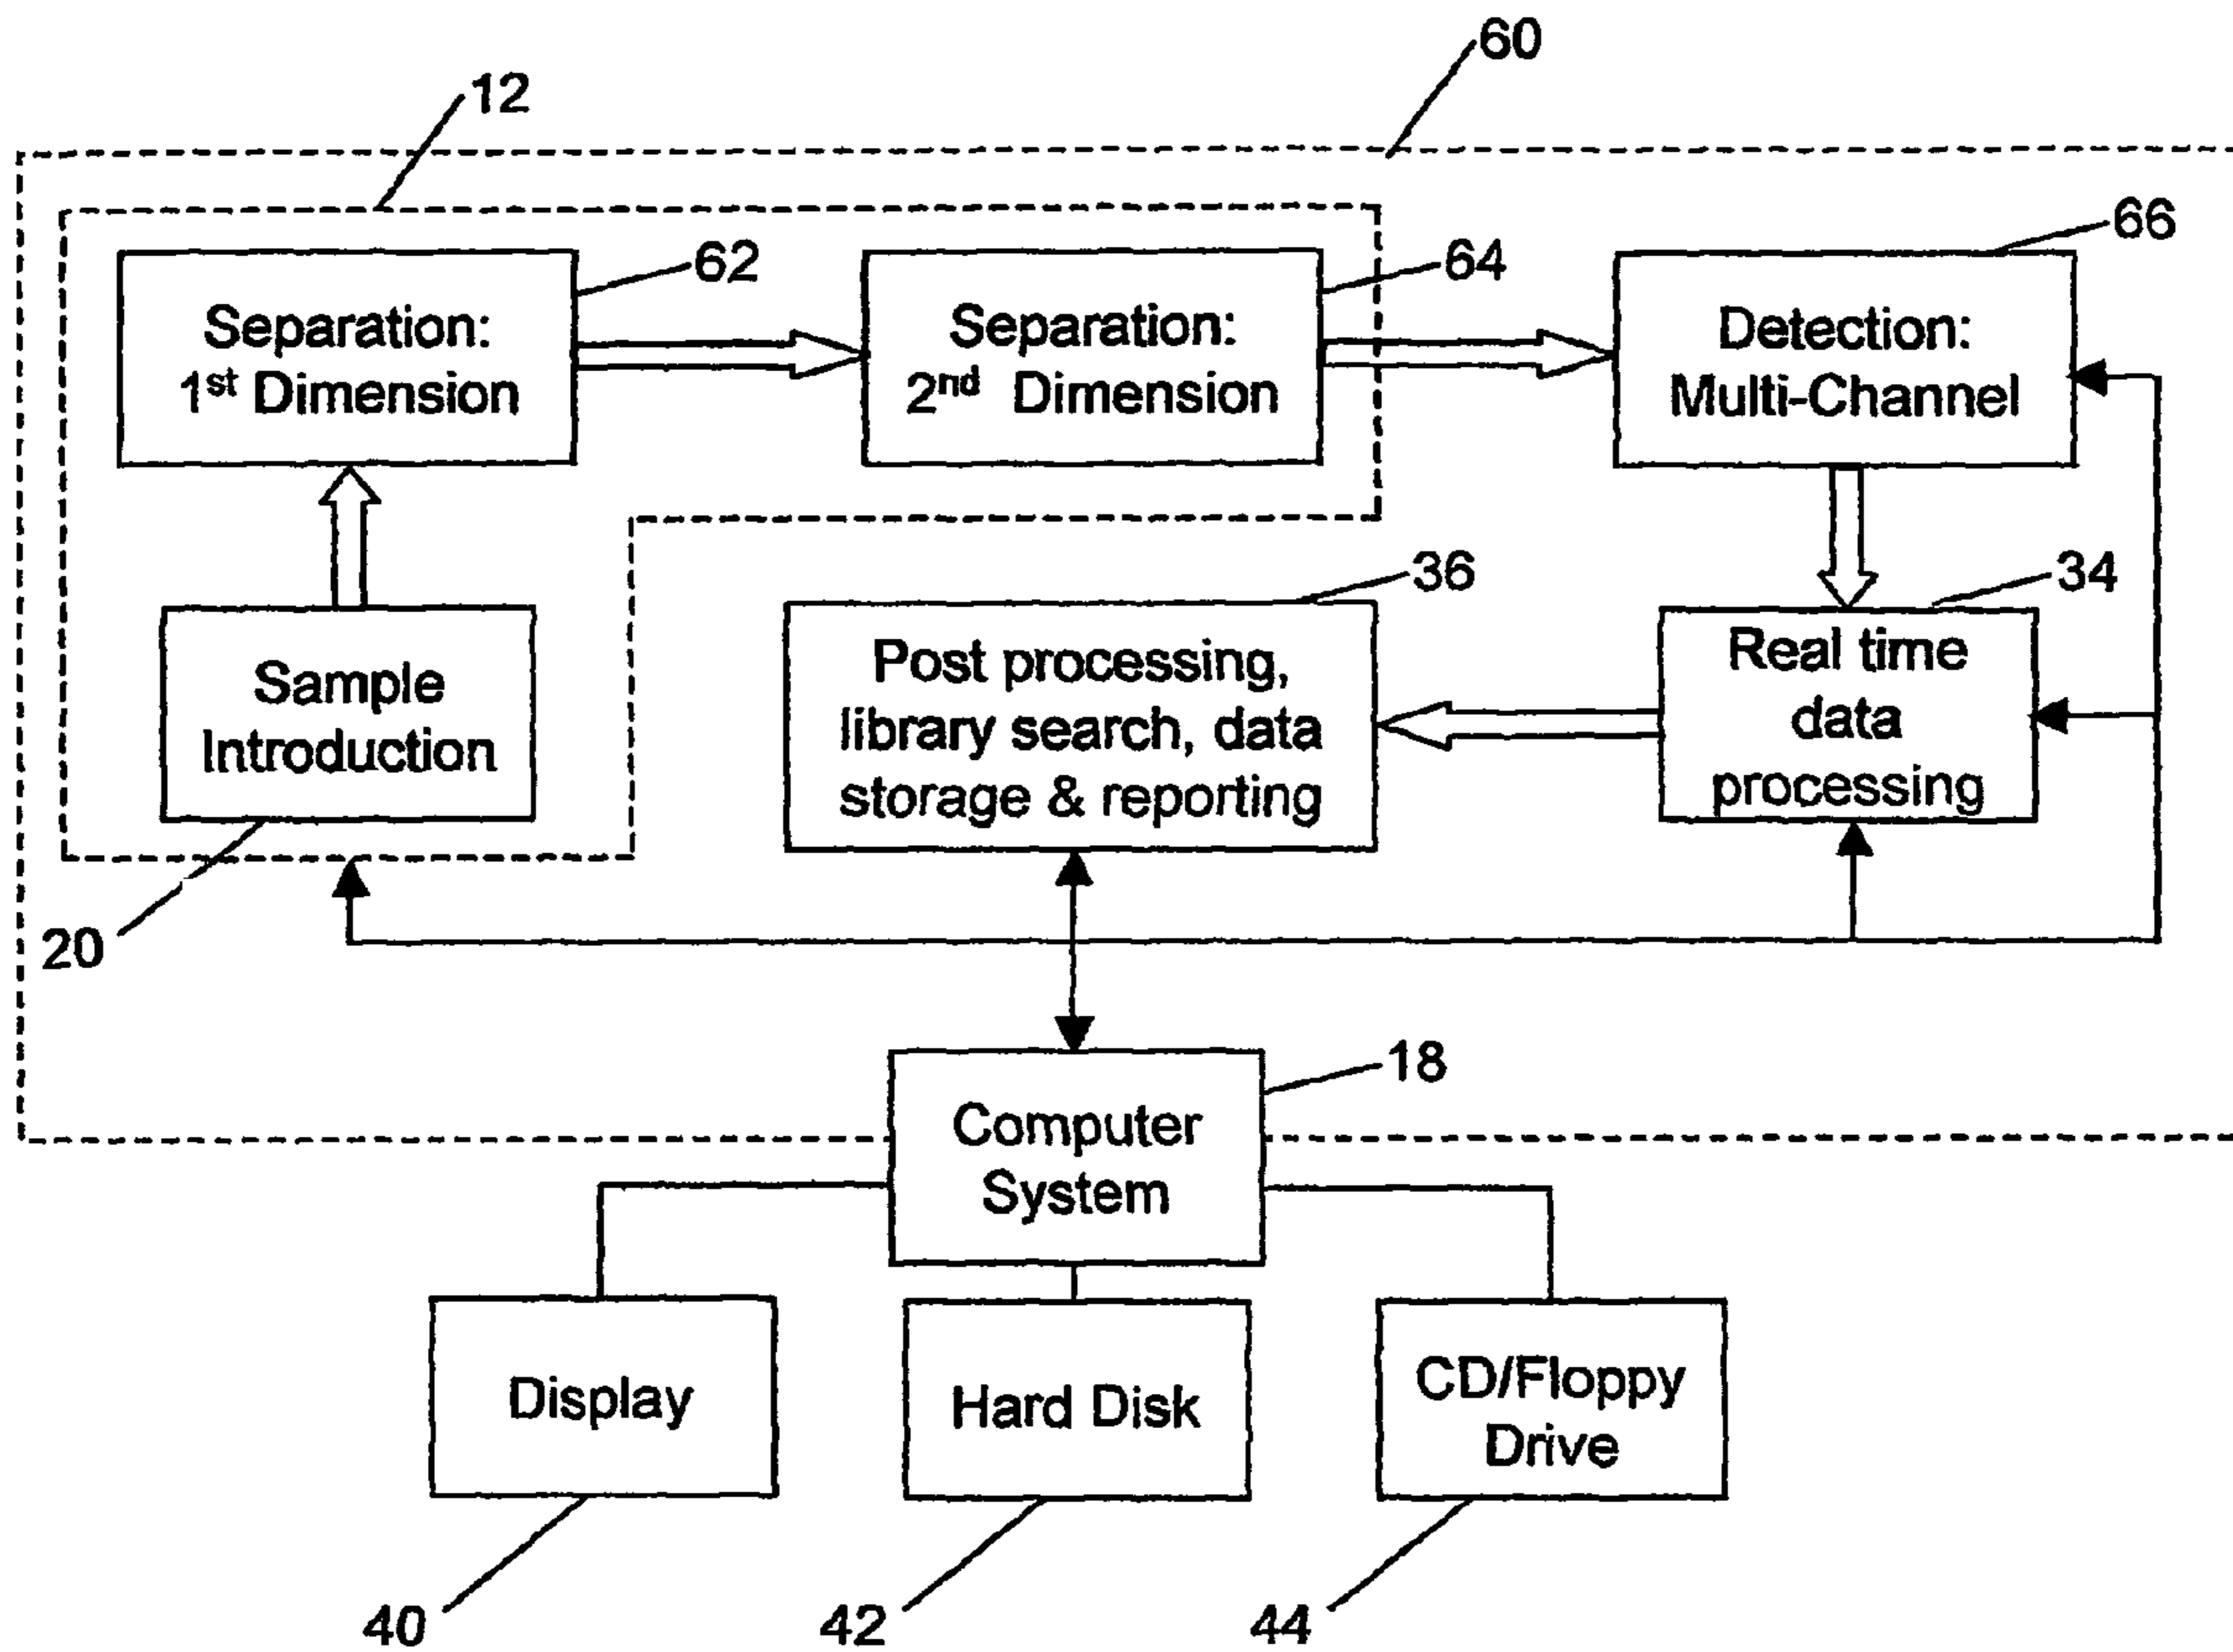 60
12
66
62
64
Separation:
1st Dimension
Separation:
2nd Dimension
Detection:
Multi-Channel
36
34
Sample
Introduction
Post processing,
library search, data
storage & reporting
Real time
data
processing
20
18
Computer
System
Display
Hard Disk
CD/Floppy
Drive
40
42
44